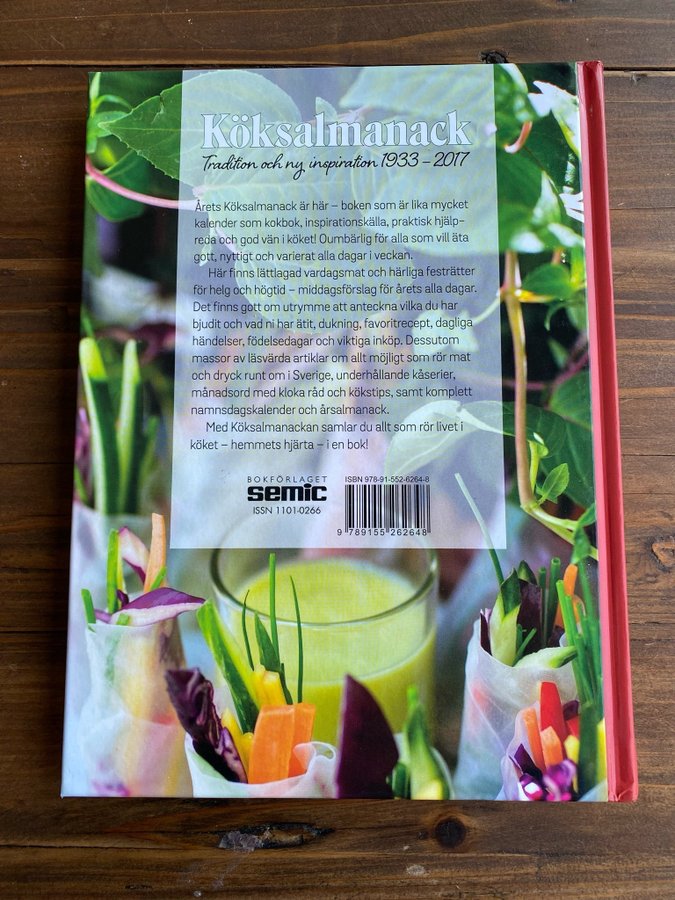 Köksalmanack
Tradition och ny inspiration 1933 – 2017
Årets Köksalmanack är här – boken som är lika mycket
kalender som kokbok, inspirationskälla, praktisk hjälp-
reda och god vän i köket! Oumbärlig för alla som vill äta
gott, nyttigt och varierat alla dagar i veckan.
Här finns lättlagad vardagsmat och härliga festrätter
för helg och högtid – middagsförslag för årets alla dagar.
Det finns gott om utrymme att anteckna vilka du har
bjudit och vad ni har ätit, dukning, favoritrecept, dagliga
händelser, födelsedagar och viktiga inköp. Dessutom
massor av läsvärda artiklar om allt möjligt som rör mat
och dryck runt om i Sverige, underhållande kåserier,
månadsord med kloka råd och kökstips, samt komplett
namnsdagskalender och årsalmanack.
Med Köksalmanackan samlar du allt som rör livet i
köket – hemmets hjärta – i en bok!
BOKFÖRLAGET
semic
ISSN 1101-0266
ISBN 978-91-552-6264-8
9 789155 262648